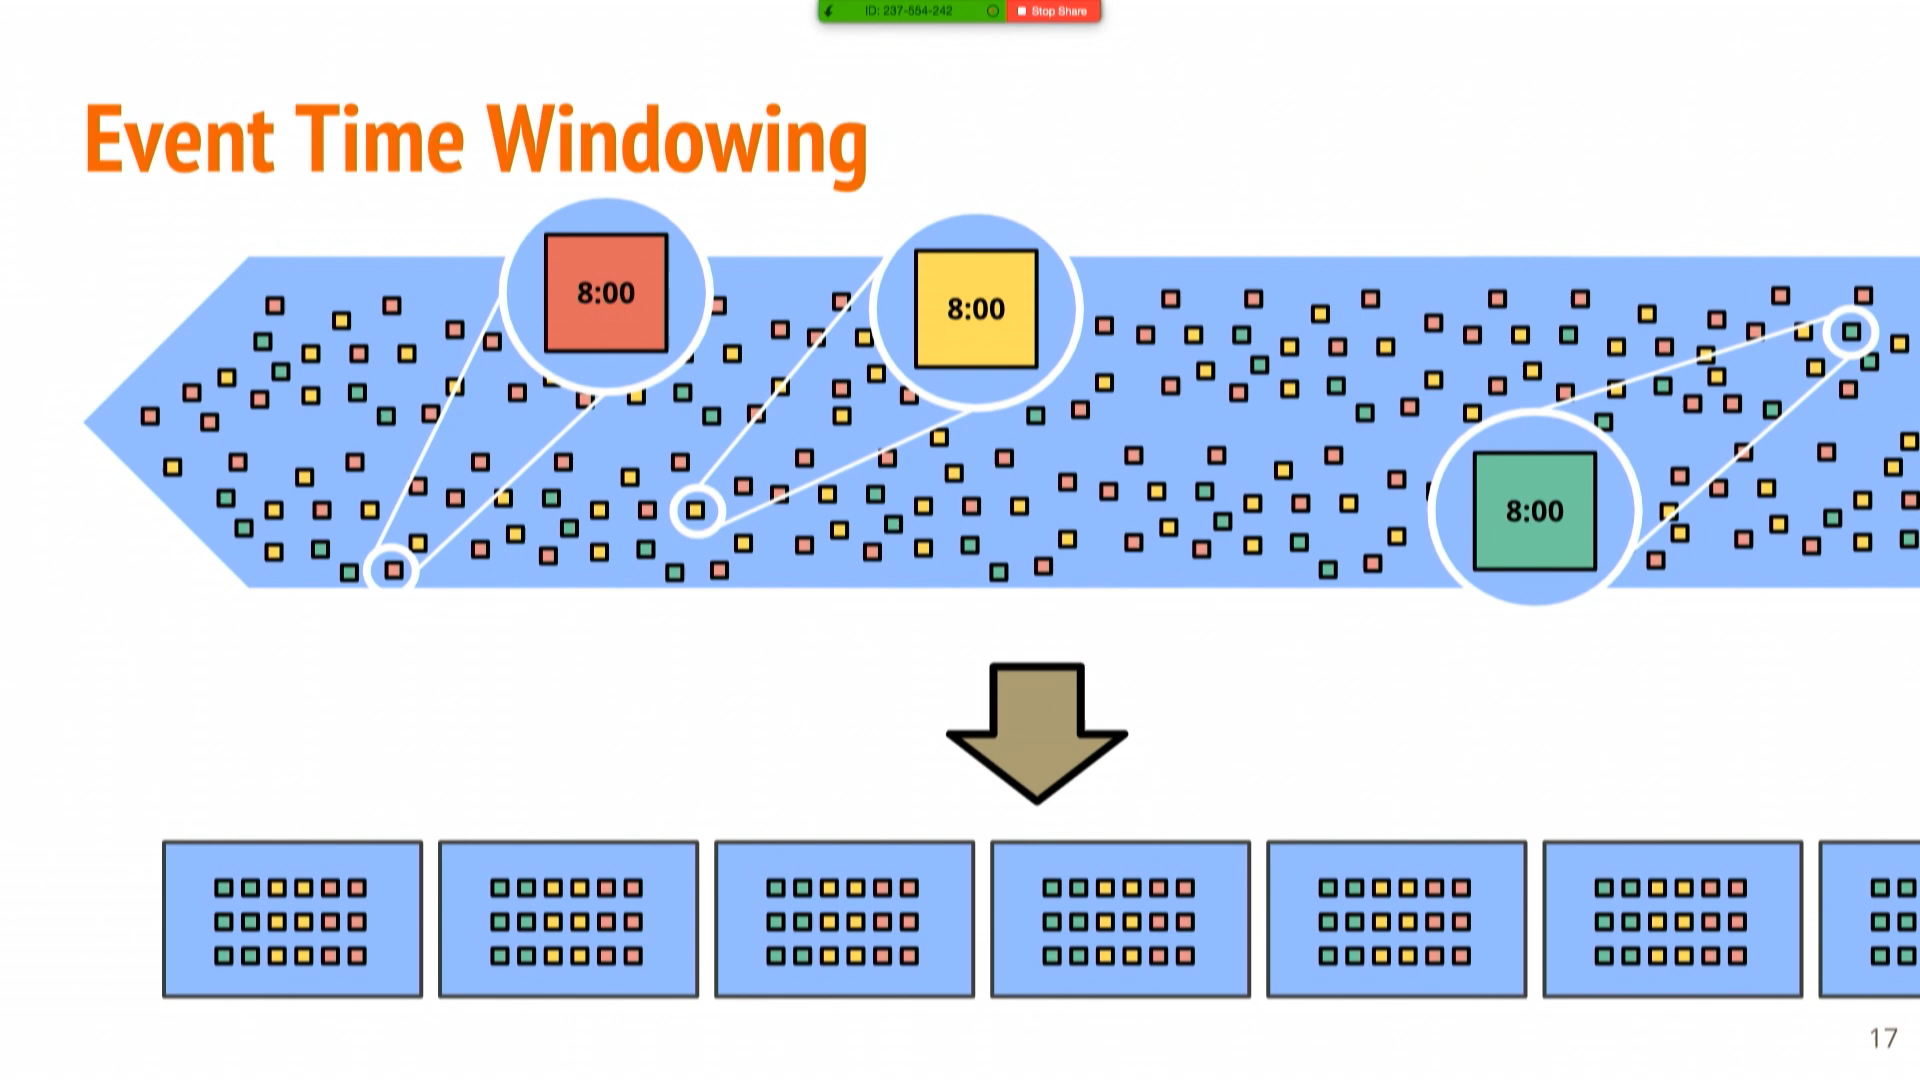 ID: 237-554-242
Stop Share
Event Time Windowing
8:00
8:00
8:00
17